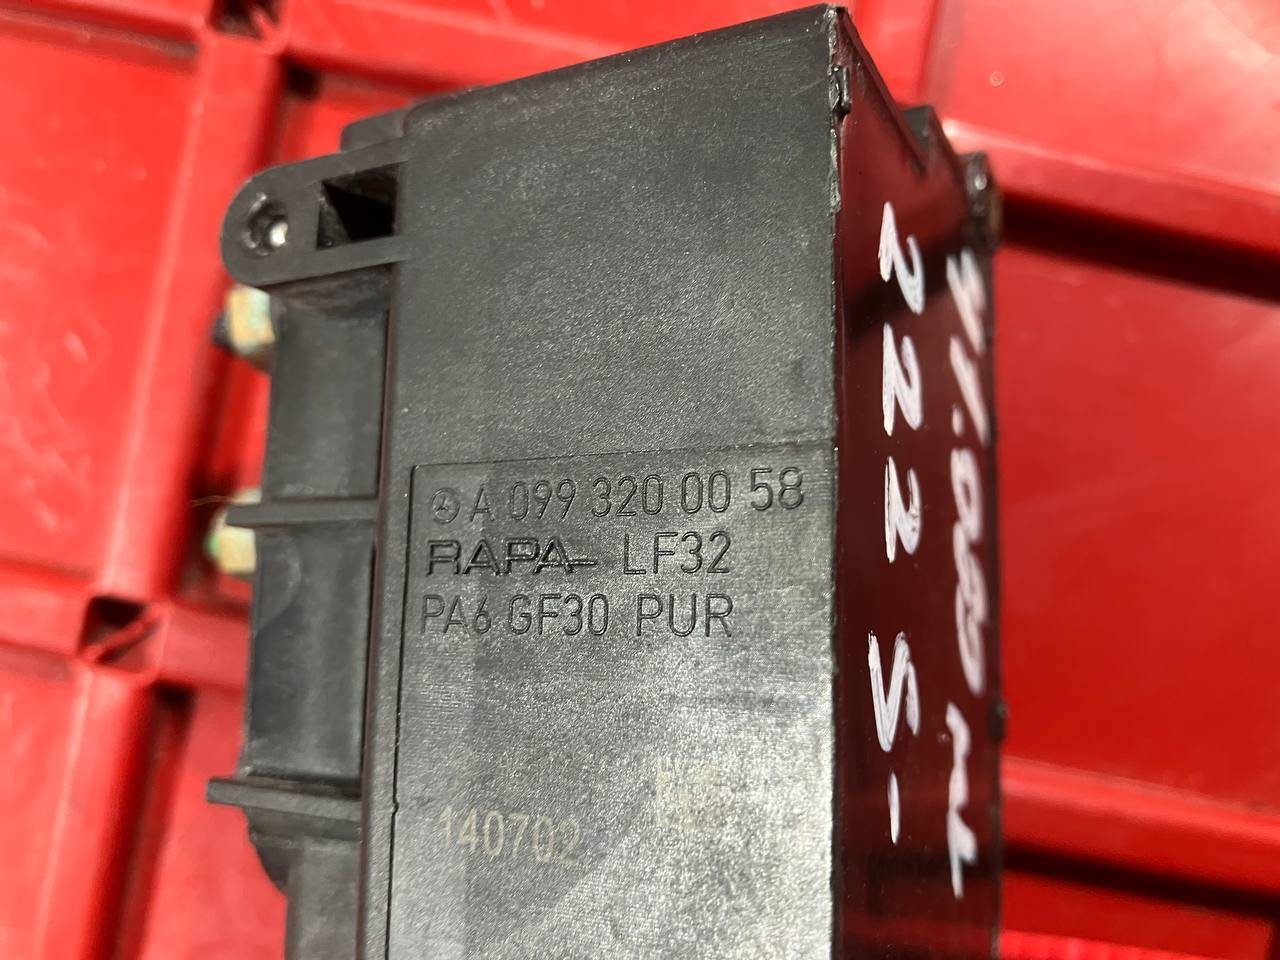 A 099 320 00 58
RAPA LF32
PA6 GF30 PUR
140702
222 S-